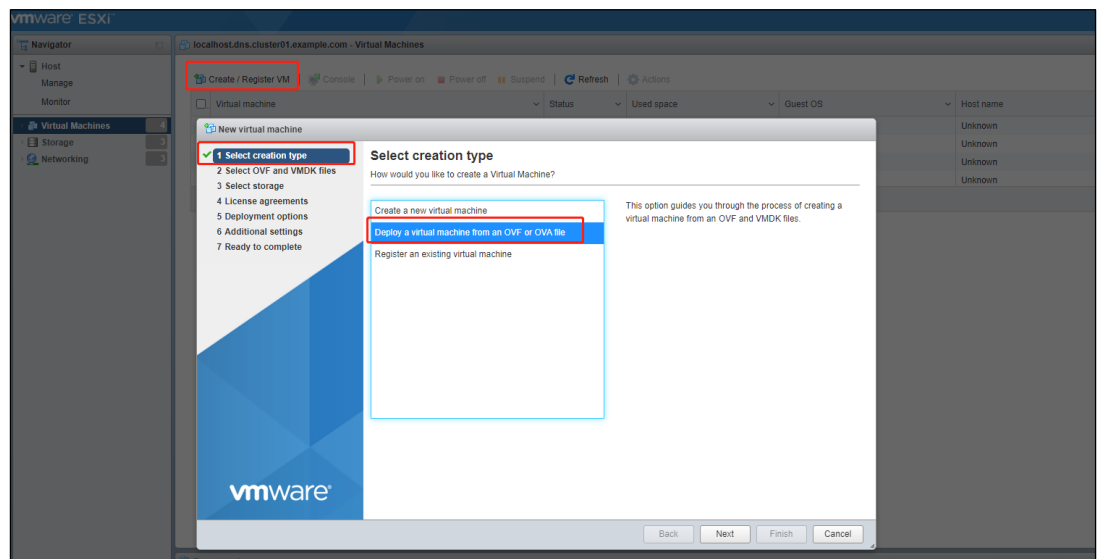 vmware ESXi
Navigator
localhost.dns.cluster01.example.com - Virtual Machines
Host
Manage
Monitor
Virtual Machines 4
Storage 3
Networking 3
Create / Register VM | Console | Power on Power off Suspend | Refresh | Actions
Virtual machine Status Used space Guest OS Host name
Unknown
Unknown
Unknown
Unknown
New virtual machine
1 Select creation type
2 Select OVF and VMDK files
3 Select storage
4 License agreements
5 Deployment options
6 Additional settings
7 Ready to complete
Select creation type
How would you like to create a Virtual Machine?
Create a new virtual machine
Deploy a virtual machine from an OVF or OVA file
Register an existing virtual machine
This option guides you through the process of creating a
virtual machine from an OVF and VMDK files.
vmware®
Back Next Finish Cancel